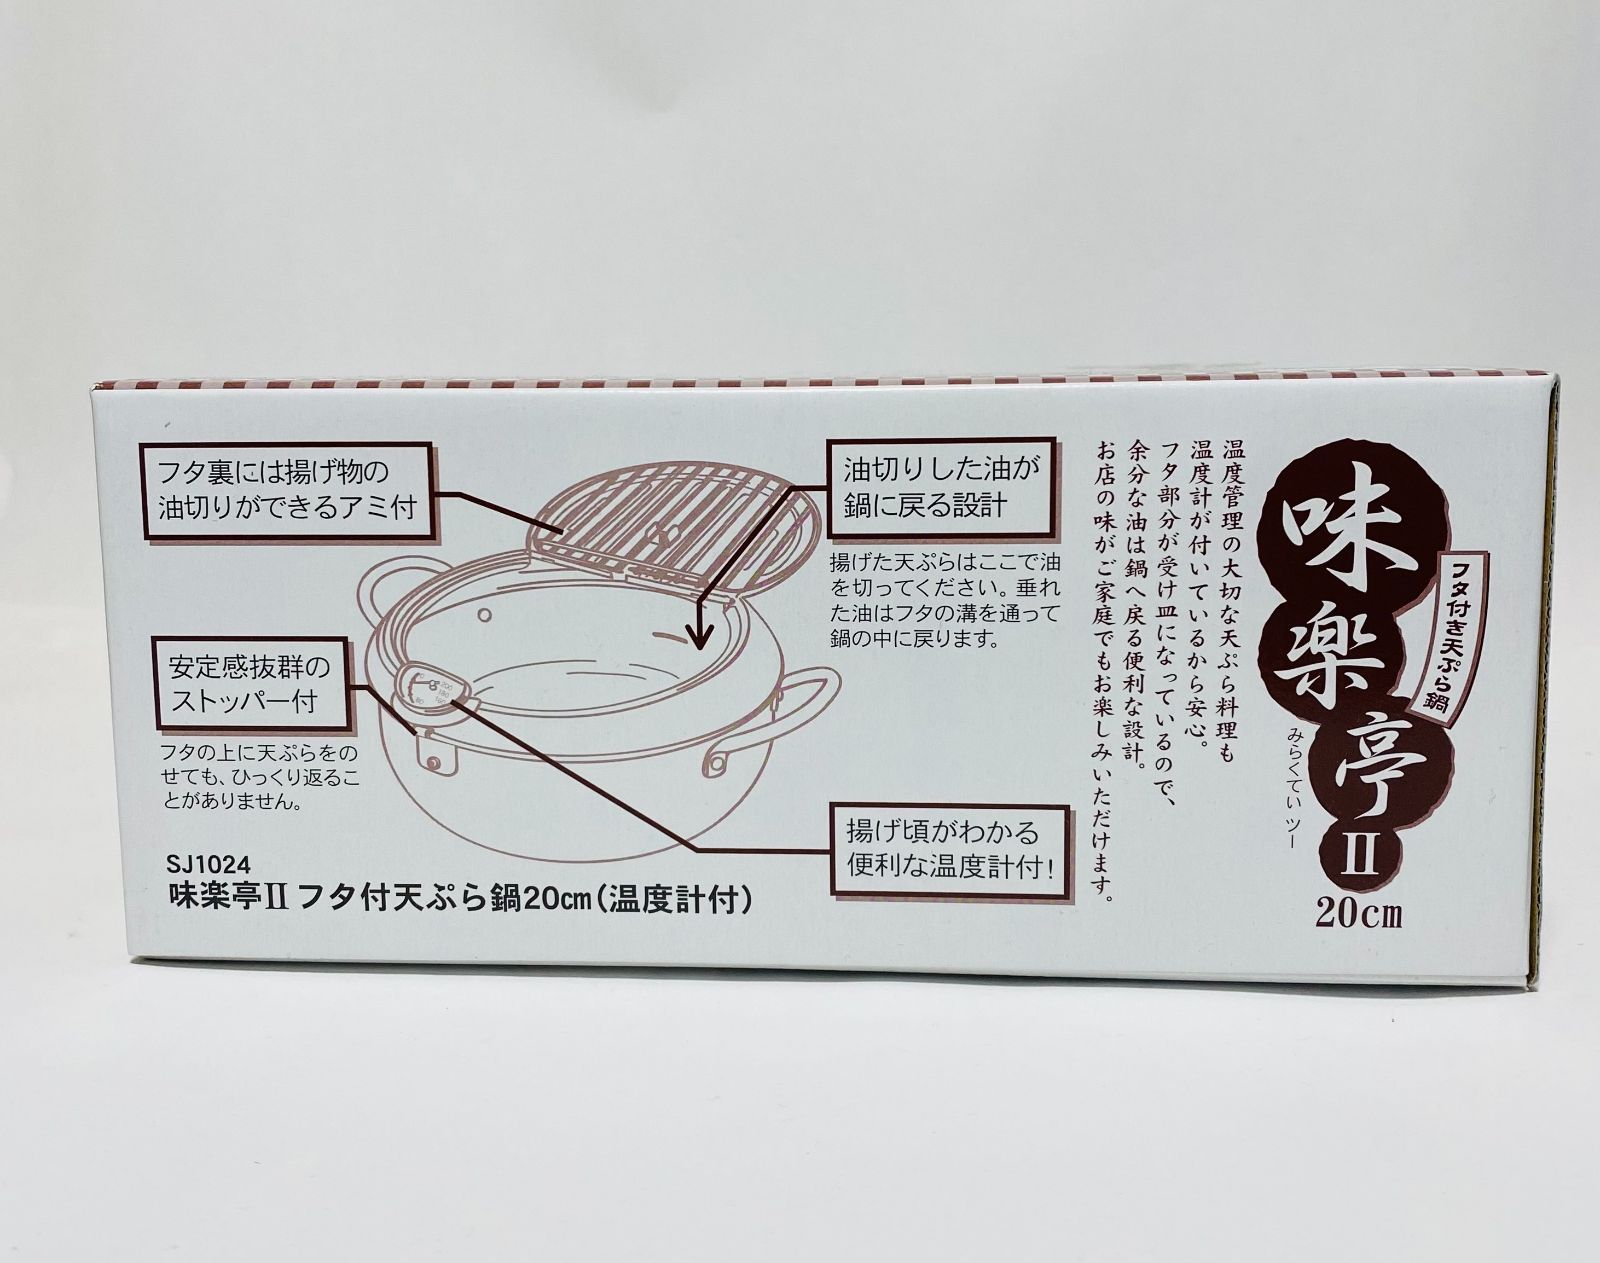 フタ裏には揚げ物の
油切りができるアミ付
油切りした油が
鍋に戻る設計
揚げた天ぷらはここで油
を切ってください。垂れ
た油はフタの溝を通って
鍋の中に戻ります。
安定感抜群の
ストッパー付
フタの上に天ぷらをの
せても、ひっくり返るこ
とがありません。
揚げ頃がわかる
便利な温度計付!
SJ1024
味楽亭Ⅱ フタ付天ぷら鍋20㎝(温度計付)
温度管理の大切な天ぷら料理も
温度計が付いているから安心。
フタ部分が受け皿になっているので、
余分な油は鍋へ戻る便利な設計。
お店の味がご家庭でもお楽しみいただけます。
味楽亭Ⅱ
フタ付き天ぷら鍋
みらくてい ツー
20cm
200
180
160